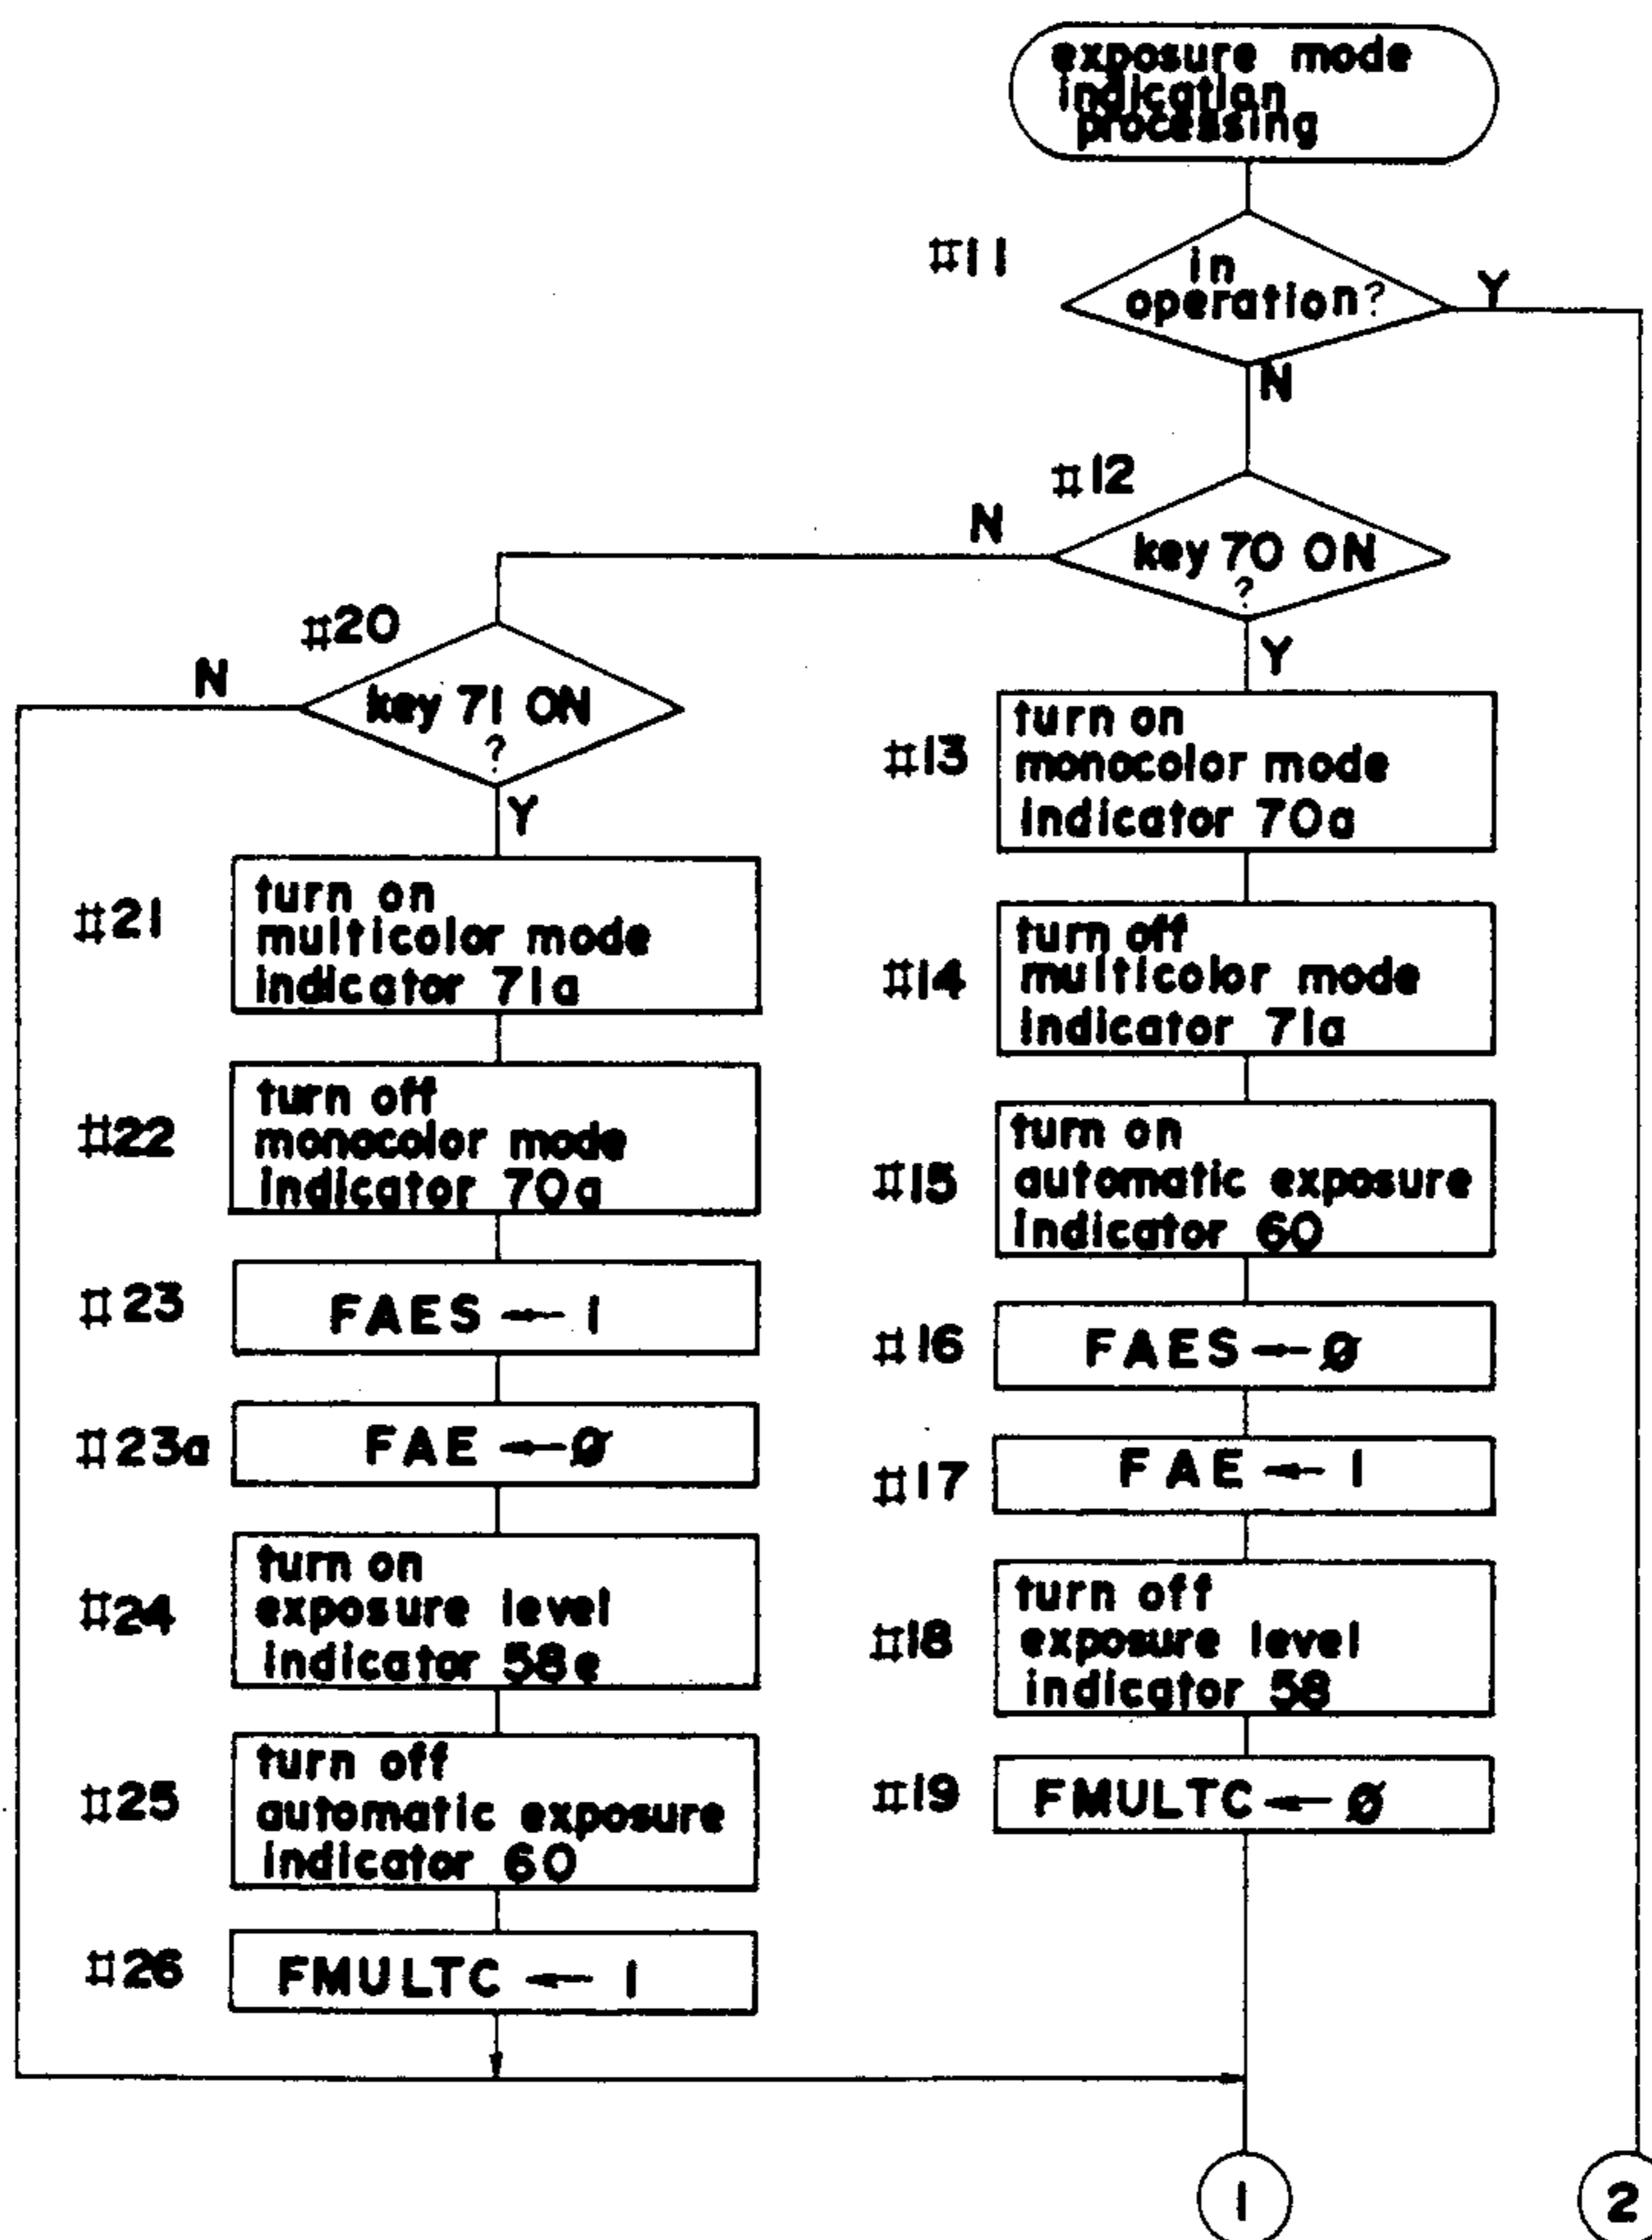 exposure mode
indication
processing
#11
in
operation?
Y
N
#12
key 70 ON
?
N
Y
#13
turn on
monocolor mode
indicator 70a
#14
turn off
multicolor mode
indicator 71a
#15
turn on
automatic exposure
indicator 60
#16
FAES ← Ø
#17
FAE ← 1
#18
turn off
exposure level
indicator 58
#19
FMULTC ← Ø
#20
key 71 ON
?
N
Y
#21
turn on
multicolor mode
indicator 71a
#22
turn off
monocolor mode
indicator 70a
#23
FAES ← 1
#23a
FAE ← Ø
#24
turn on
exposure level
indicator 58e
#25
turn off
automatic exposure
indicator 60
#26
FMULTC ← 1
1
2